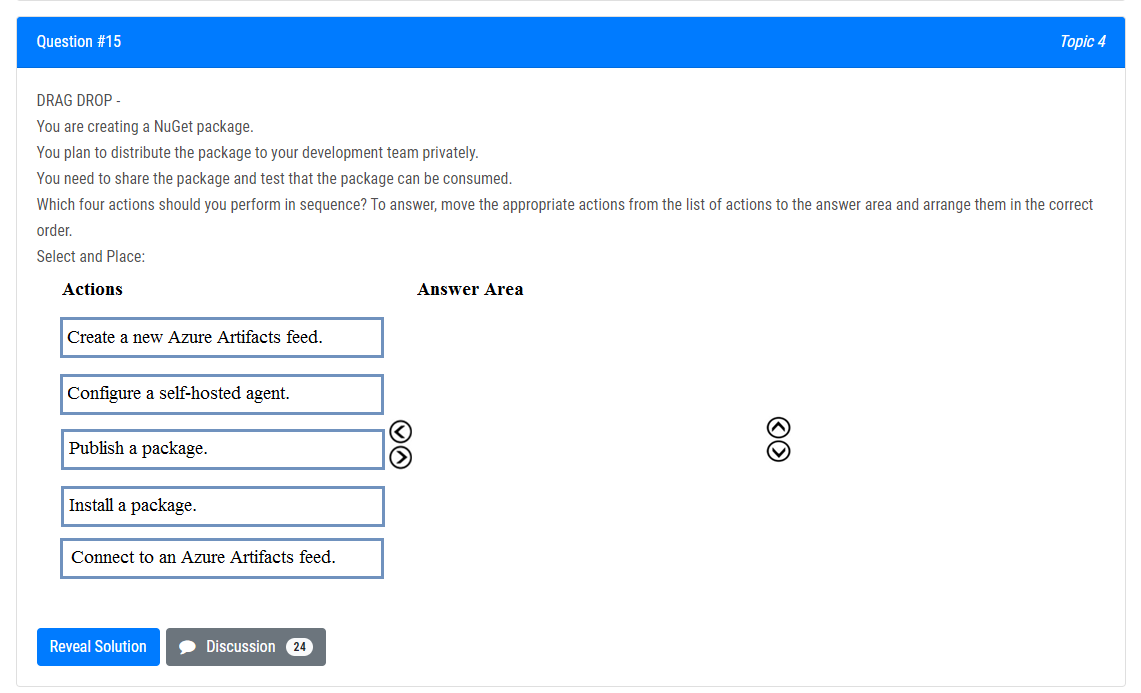 Question #15
Topic 4
DRAG DROP -
You are creating a NuGet package.
You plan to distribute the package to your development team privately.
You need to share the package and test that the package can be consumed.
Which four actions should you perform in sequence? To answer, move the appropriate actions from the list of actions to the answer area and arrange them in the correct
order.
Select and Place:
Actions
Answer Area
Create a new Azure Artifacts feed.
Configure a self-hosted agent.
Publish a package.
Install a package.
Connect to an Azure Artifacts feed.
Reveal Solution
Discussion 24